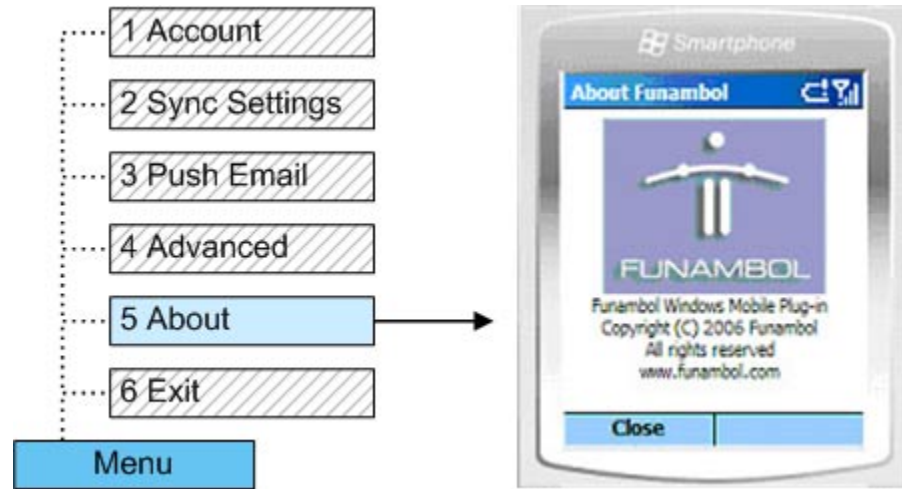 1 Account
2 Sync Settings
3 Push Email
4 Advanced
5 About
6 Exit
Menu
Smartphone
About Funambol
FUNAMBOL
Funambol Windows Mobile Plug-in
Copyright (C) 2006 Funambol
All rights reserved
www.funambol.com
Close